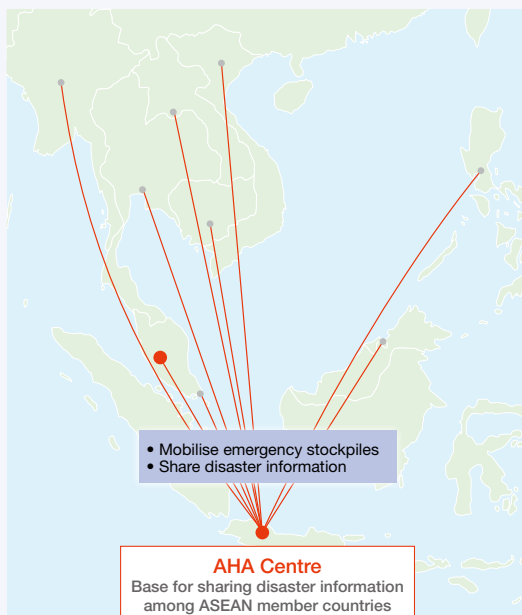 • Mobilise emergency stockpiles
• Share disaster information
AHA Centre
Base for sharing disaster information
among ASEAN member countries